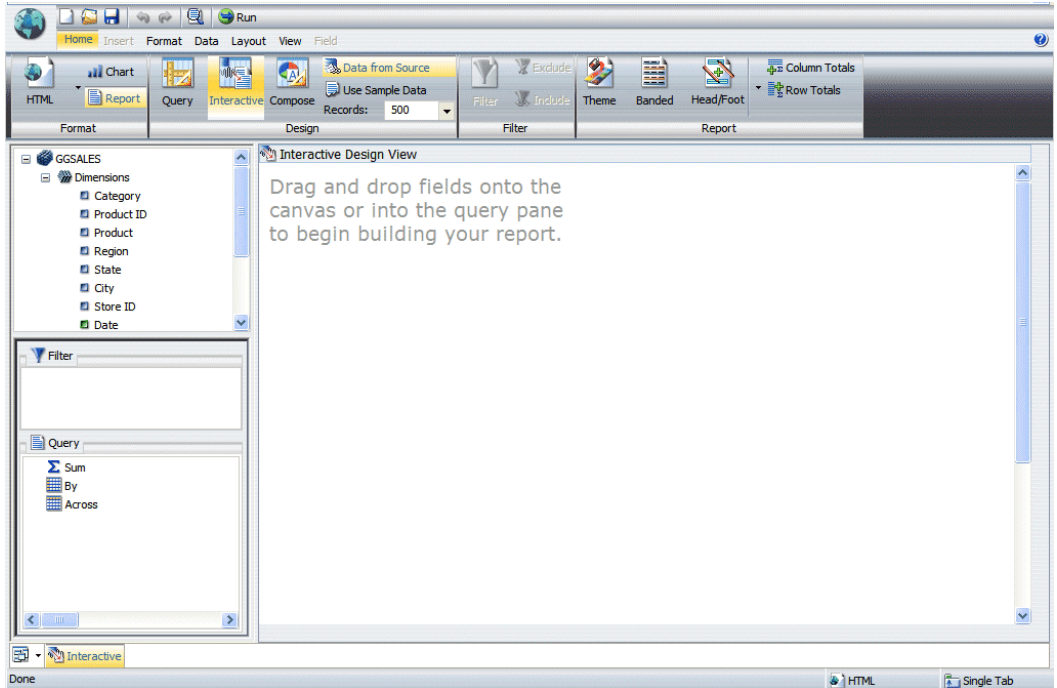 Run
Home Insert Format Data Layout View Field
HTML
Chart
Report
Format
Query
Interactive
Compose
Data from Source
Use Sample Data
Records: 500
Design
Filter
Exclude
Include
Filter
Theme
Banded
Head/Foot
Column Totals
Row Totals
Report
GGSALES
Dimensions
Category
Product ID
Product
Region
State
City
Store ID
Date
Filter
Query
Sum
By
Across
Interactive Design View
Drag and drop fields onto the
canvas or into the query pane
to begin building your report.
Interactive
Done
HTML
Single Tab